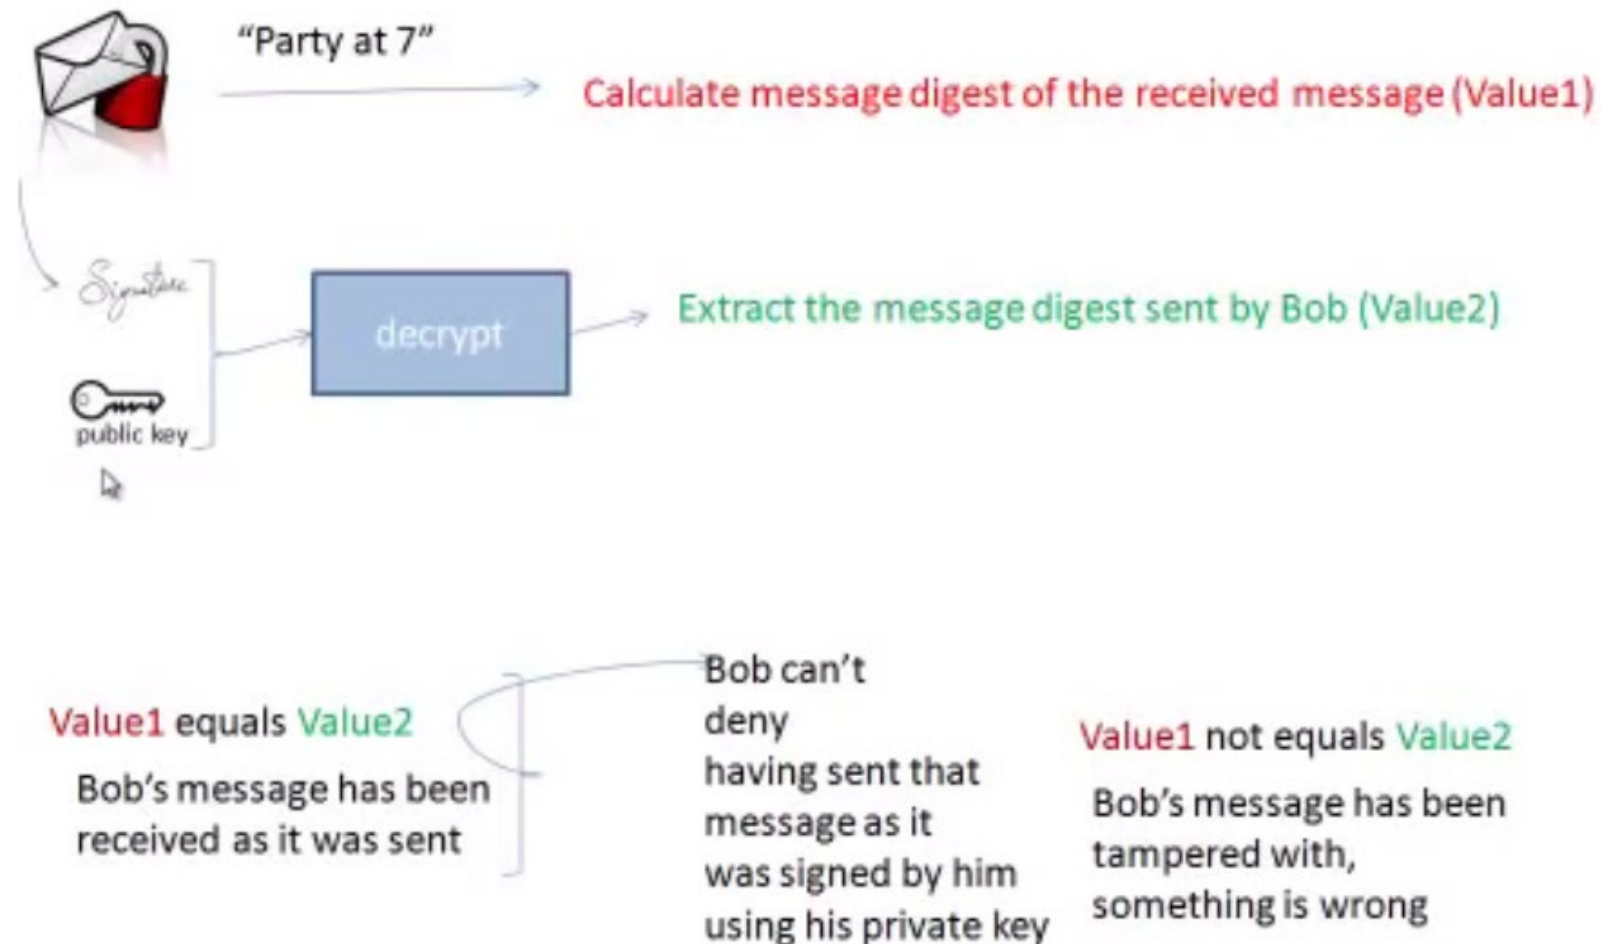 “Party at 7”
Calculate message digest of the received message (Value1)
Signature
decrypt
Extract the message digest sent by Bob (Value2)
public key
Value1 equals Value2
Bob’s message has been
received as it was sent
Bob can’t
deny
having sent that
message as it
was signed by him
using his private key
Value1 not equals Value2
Bob’s message has been
tampered with,
something is wrong